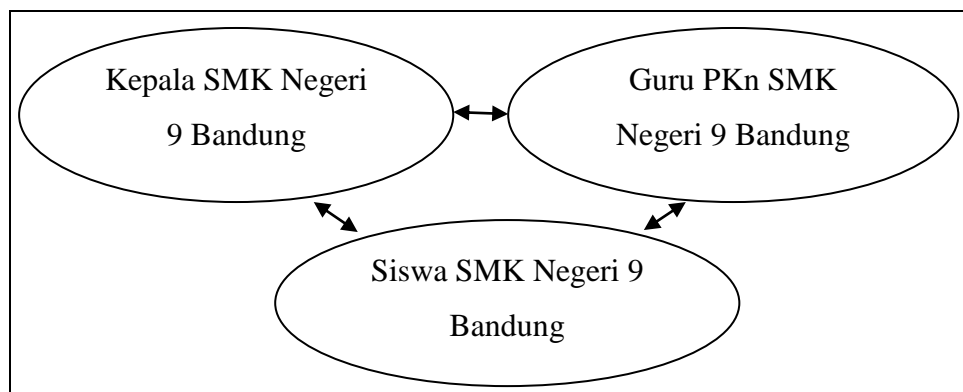 Kepala SMK Negeri
9 Bandung
Guru PKn SMK
Negeri 9 Bandung
Siswa SMK Negeri 9
Bandung